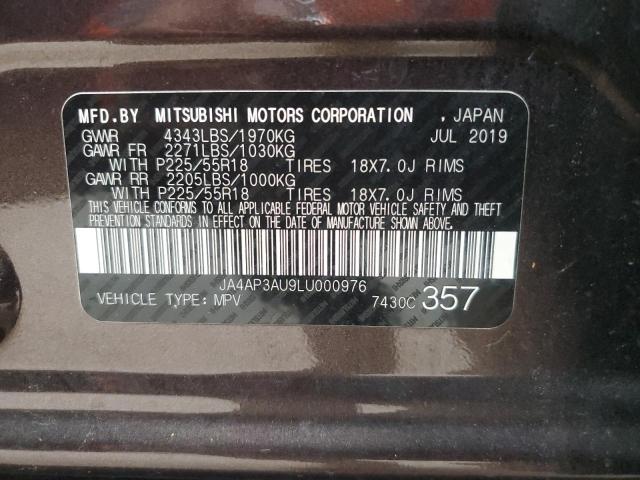 MFD.BY MITSUBISHI MOTORS CORPORATION , JAPAN
GVWR 4343LBS/1970KG JUL 2019
GAWR FR 2271LBS/1030KG
WITH P225/55R18 TIRES 18X7.0J RIMS
GAWR RR 2205LBS/1000KG
WITH P225/55R18 TIRES 18X7.0J RIMS
THIS VEHICLE CONFORMS TO ALL APPLICABLE FEDERAL MOTOR VEHICLE SAFETY AND THEFT
PREVENTION STANDARDS IN EFFECT ON THE DATE OF MANUFACTURE SHOWN ABOVE.
JA4AP3AU9LU000976
VEHICLE TYPE: MPV 7430C 357